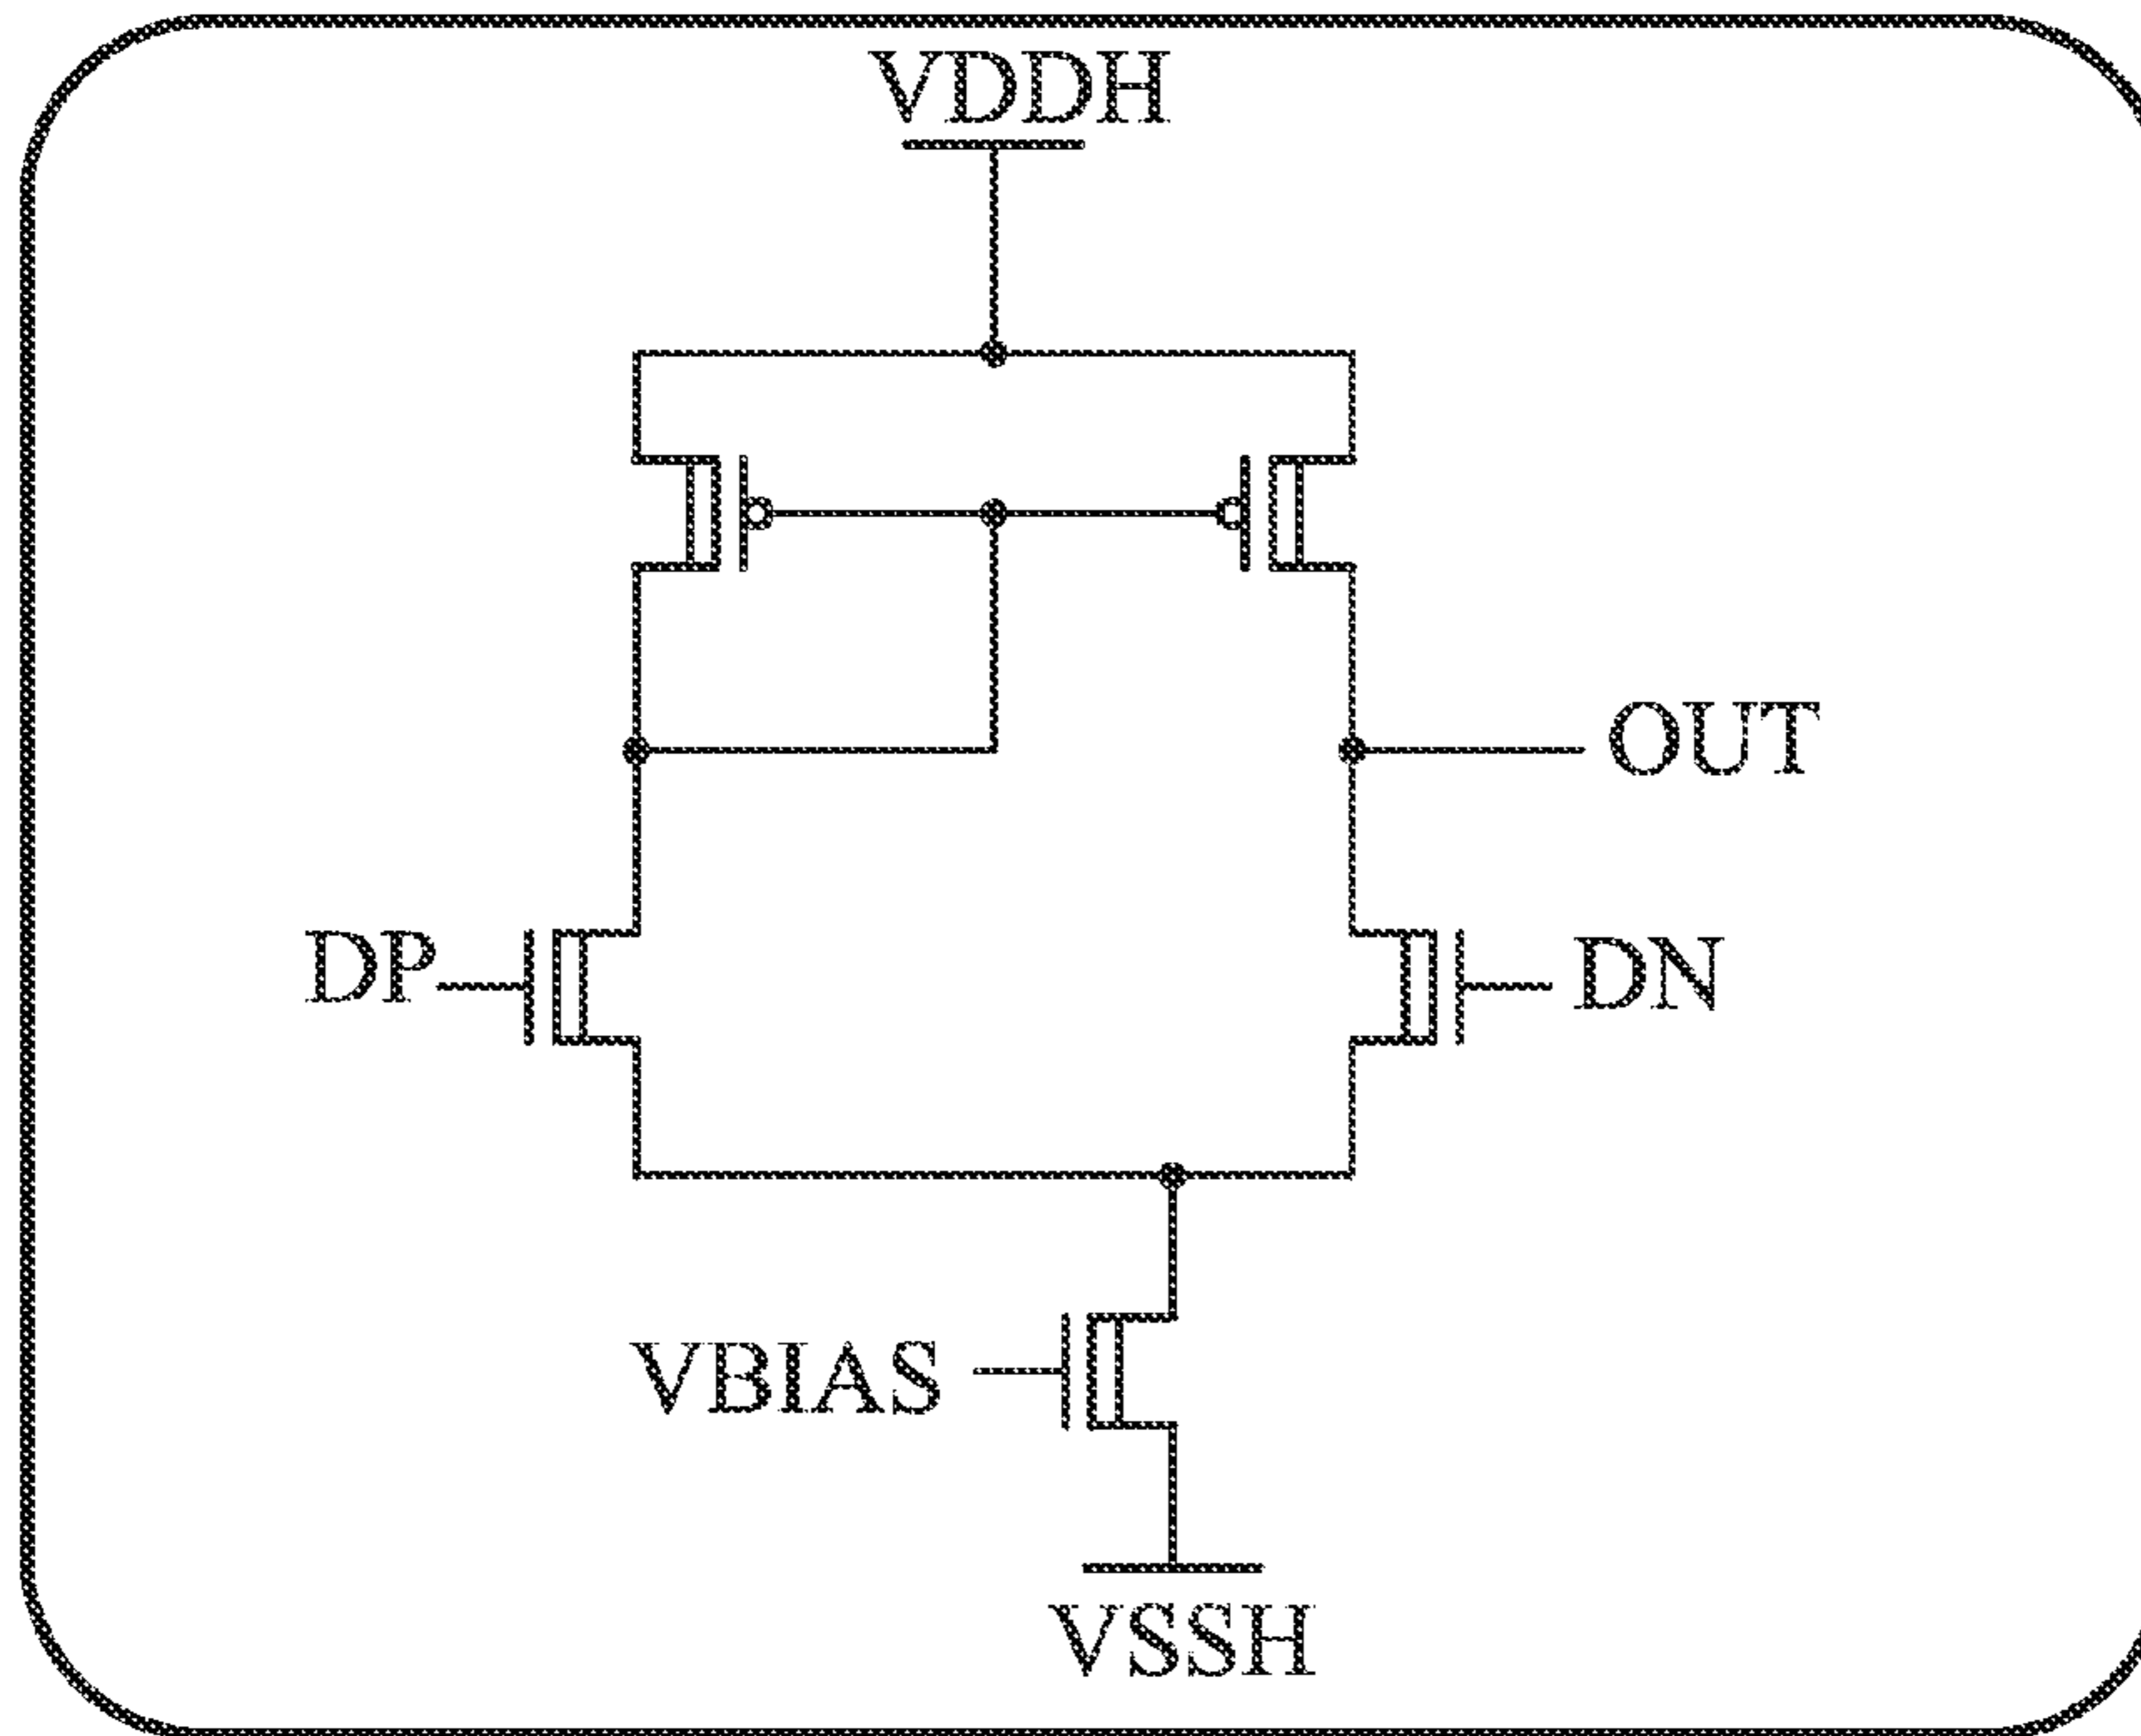 VDDH
OUT
DP
DN
VBIAS
VSSH